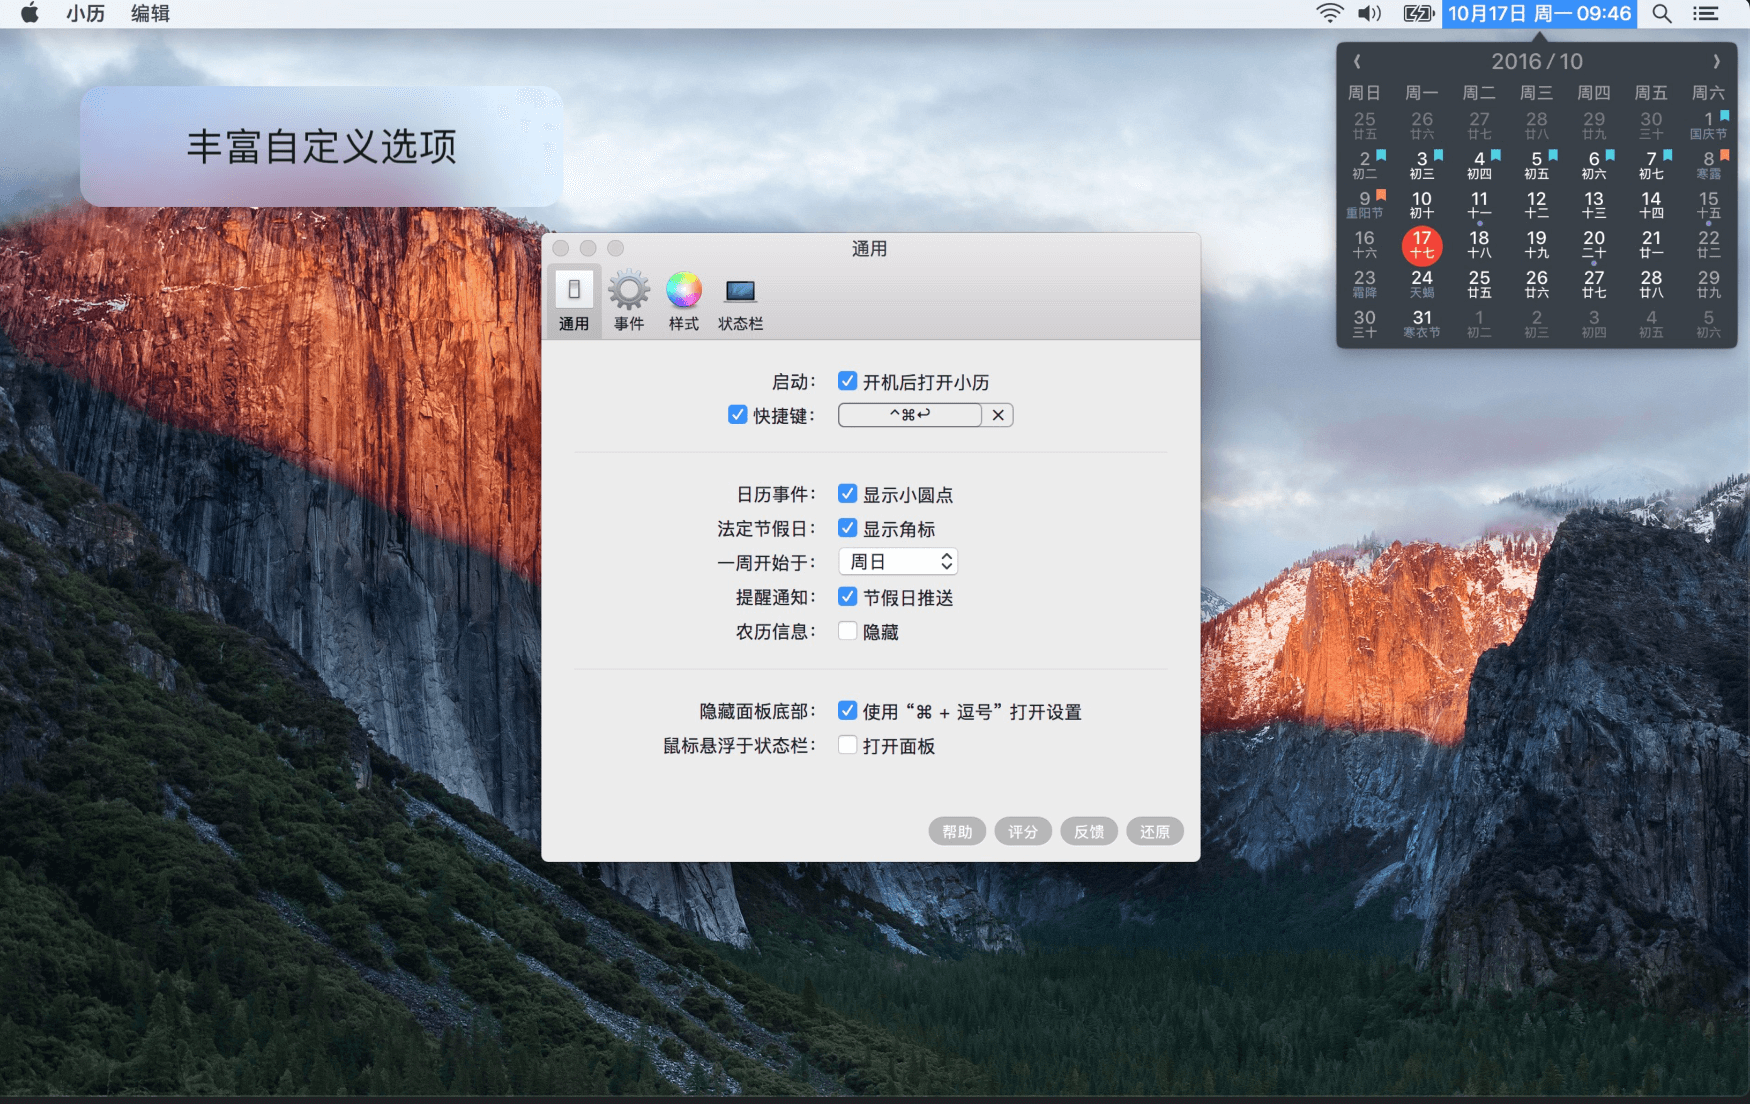 小历 编辑 10月17日 周一 09:46
丰富自定义选项
2016/10
周日 周一 周二 周三 周四 周五 周六
25 26 27 28 29 30 1
廿五 廿六 廿七 廿八 廿九 三十 国庆节
2 3 4 5 6 7 8
初二 初三 初四 初五 初六 初七 寒露
9 10 11 12 13 14 15
重阳节 初十 十一 十二 十三 十四 十五
16 17 18 19 20 21 22
十六 十七 十八 十九 二十 廿一 廿二
23 24 25 26 27 28 29
霜降 天蝎 廿五 廿六 廿七 廿八 廿九
30 31 1 2 3 4 5
三十 寒衣节 初二 初三 初四 初五 初六
通用
通用 事件 样式 状态栏
启动： 开机后打开小历
快捷键： ^⌘↩ ✕
日历事件： 显示小圆点
法定节假日： 显示角标
一周开始于： 周日
提醒通知： 节假日推送
农历信息： 隐藏
隐藏面板底部： 使用“⌘ + 逗号”打开设置
鼠标悬浮于状态栏： 打开面板
帮助 评分 反馈 还原